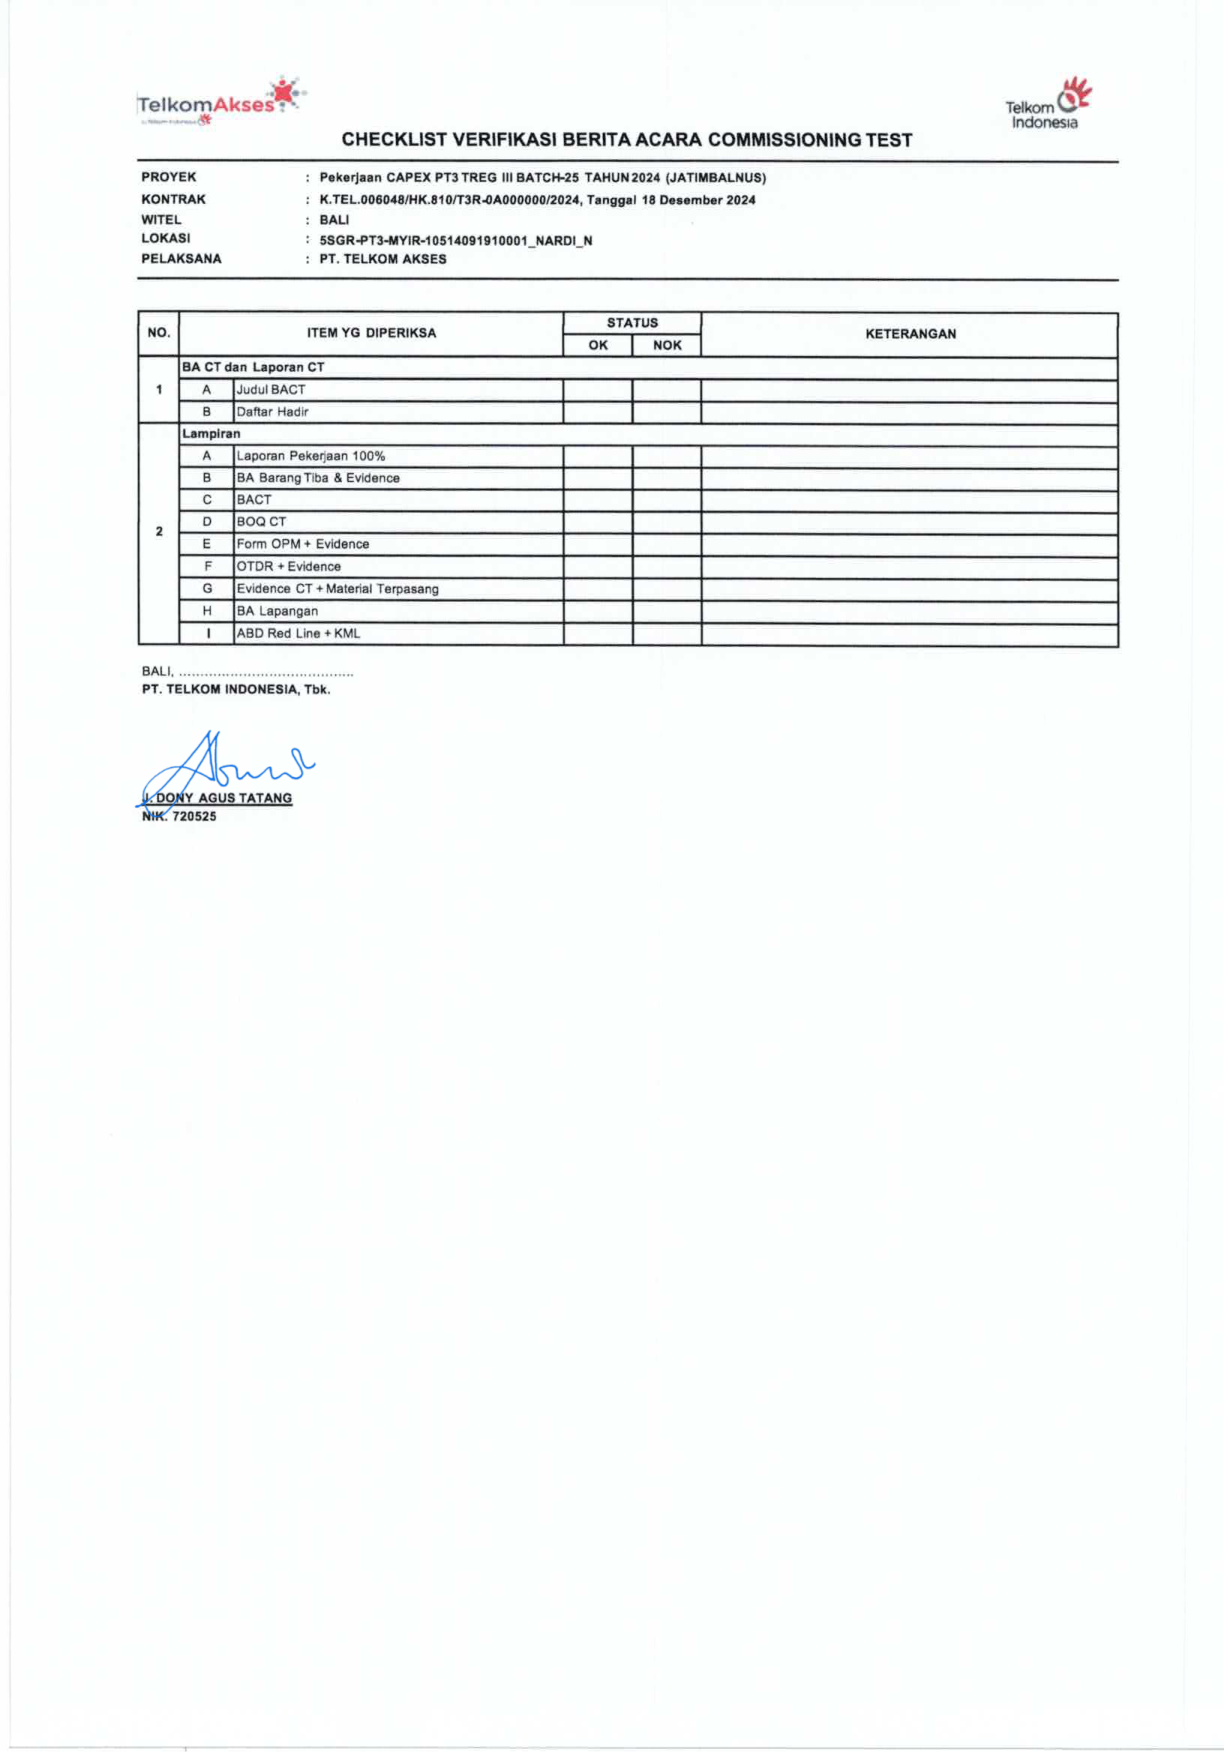 TelkomAkses
Telkom
Indonesia
CHECKLIST VERIFIKASI BERITA ACARA COMMISSIONING TEST
PROYEK : Pekerjaan CAPEX PT3 TREG III BATCH-25 TAHUN 2024 (JATIMBALNUS)
KONTRAK : K.TEL.006048/HK.810/T3R-0A000000/2024, Tanggal 18 Desember 2024
WITEL : BALI
LOKASI : 5SGR-PT3-MYIR-10514091910001_NARDI_N
PELAKSANA : PT. TELKOM AKSES
NO. ITEM YG DIPERIKSA STATUS KETERANGAN
OK NOK
BA CT dan Laporan CT
1 A Judul BACT
B Daftar Hadir
Lampiran
A Laporan Pekerjaan 100%
B BA Barang Tiba & Evidence
C BACT
D BOQ CT
2
E Form OPM + Evidence
F OTDR + Evidence
G Evidence CT + Material Terpasang
H BA Lapangan
I ABD Red Line + KML
BALI, ..........................................
PT. TELKOM INDONESIA, Tbk.
J. DONY AGUS TATANG
NIK. 720525